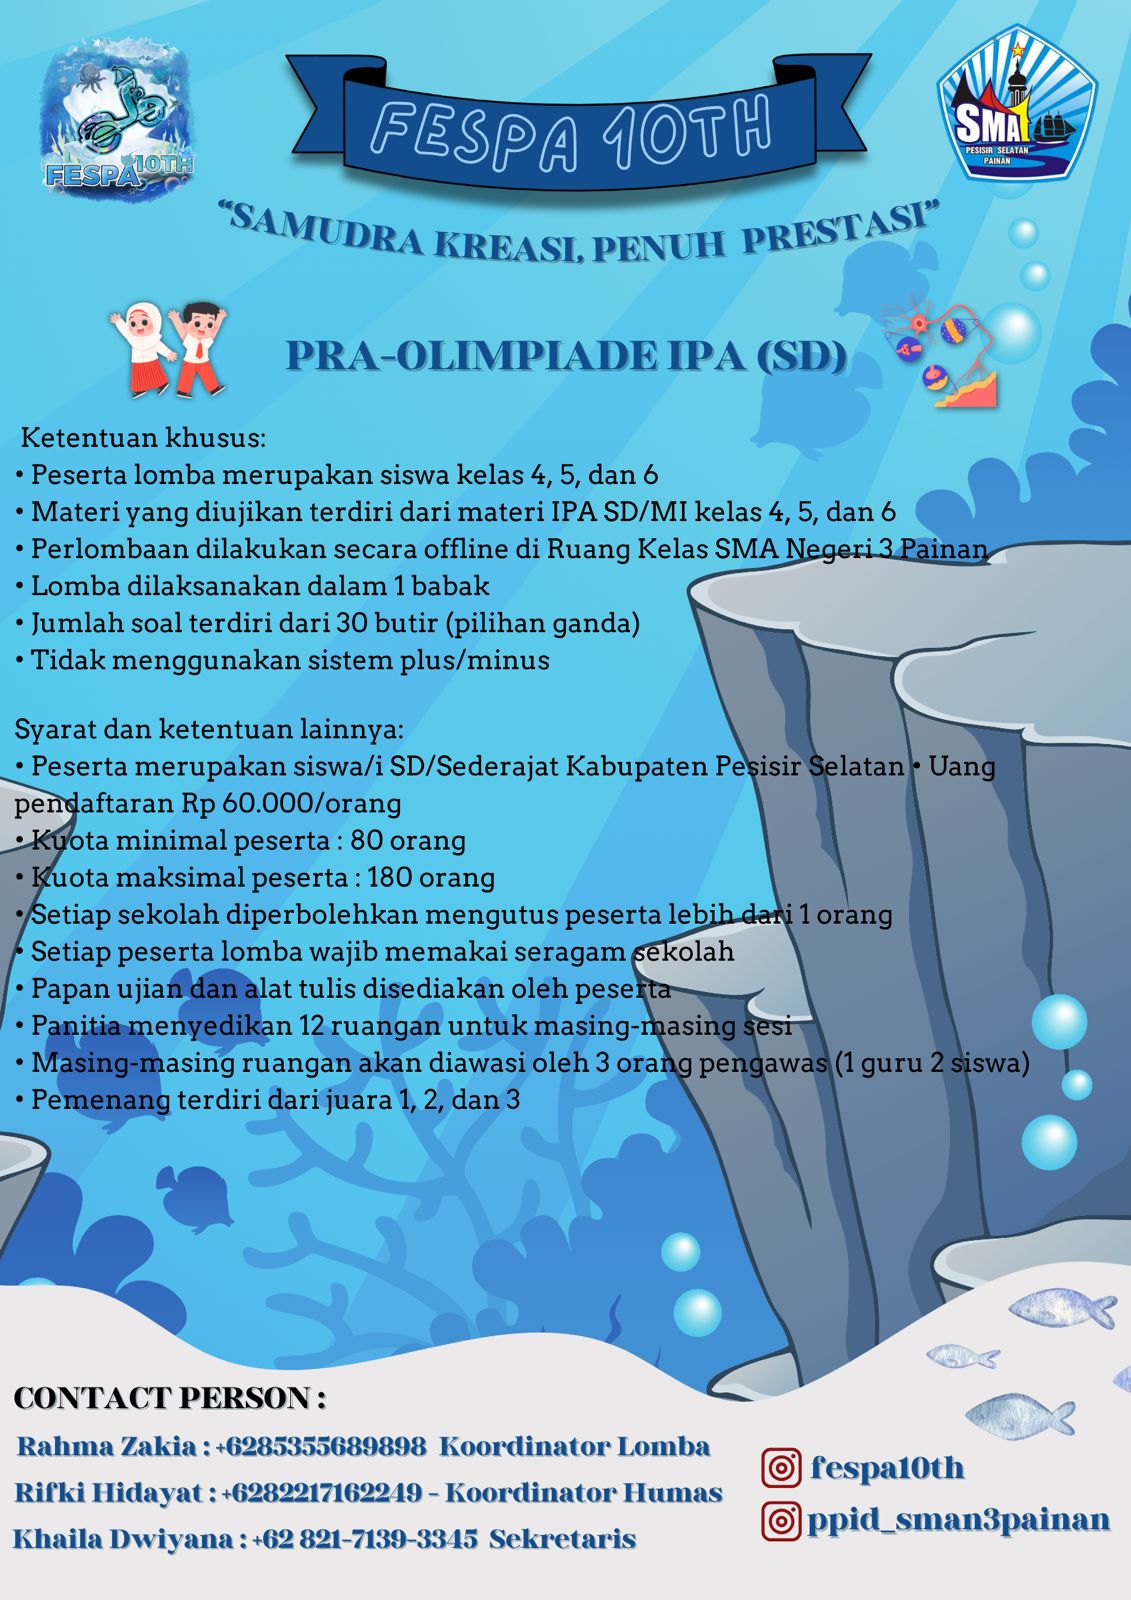 FESPA 10TH
FESPA 10TH
SMA
PESISIR SELATAN
PAINAN
"SAMUDRA KREASI, PENUH PRESTASI"
PRA-OLIMPIADE IPA (SD)
Ketentuan khusus:
• Peserta lomba merupakan siswa kelas 4, 5, dan 6
• Materi yang diujikan terdiri dari materi IPA SD/MI kelas 4, 5, dan 6
• Perlombaan dilakukan secara offline di Ruang Kelas SMA Negeri 3 Painan
• Lomba dilaksanakan dalam 1 babak
• Jumlah soal terdiri dari 30 butir (pilihan ganda)
• Tidak menggunakan sistem plus/minus
Syarat dan ketentuan lainnya:
• Peserta merupakan siswa/i SD/Sederajat Kabupaten Pesisir Selatan • Uang
pendaftaran Rp 60.000/orang
• Kuota minimal peserta : 80 orang
• Kuota maksimal peserta : 180 orang
• Setiap sekolah diperbolehkan mengutus peserta lebih dari 1 orang
• Setiap peserta lomba wajib memakai seragam sekolah
• Papan ujian dan alat tulis disediakan oleh peserta
• Panitia menyedikan 12 ruangan untuk masing-masing sesi
• Masing-masing ruangan akan diawasi oleh 3 orang pengawas (1 guru 2 siswa)
• Pemenang terdiri dari juara 1, 2, dan 3
CONTACT PERSON :
Rahma Zakia : +6285355689898 Koordinator Lomba
Rifki Hidayat : +6282217162249 - Koordinator Humas
Khaila Dwiyana : +62 821-7139-3345 Sekretaris
fespa10th
ppid_sman3painan